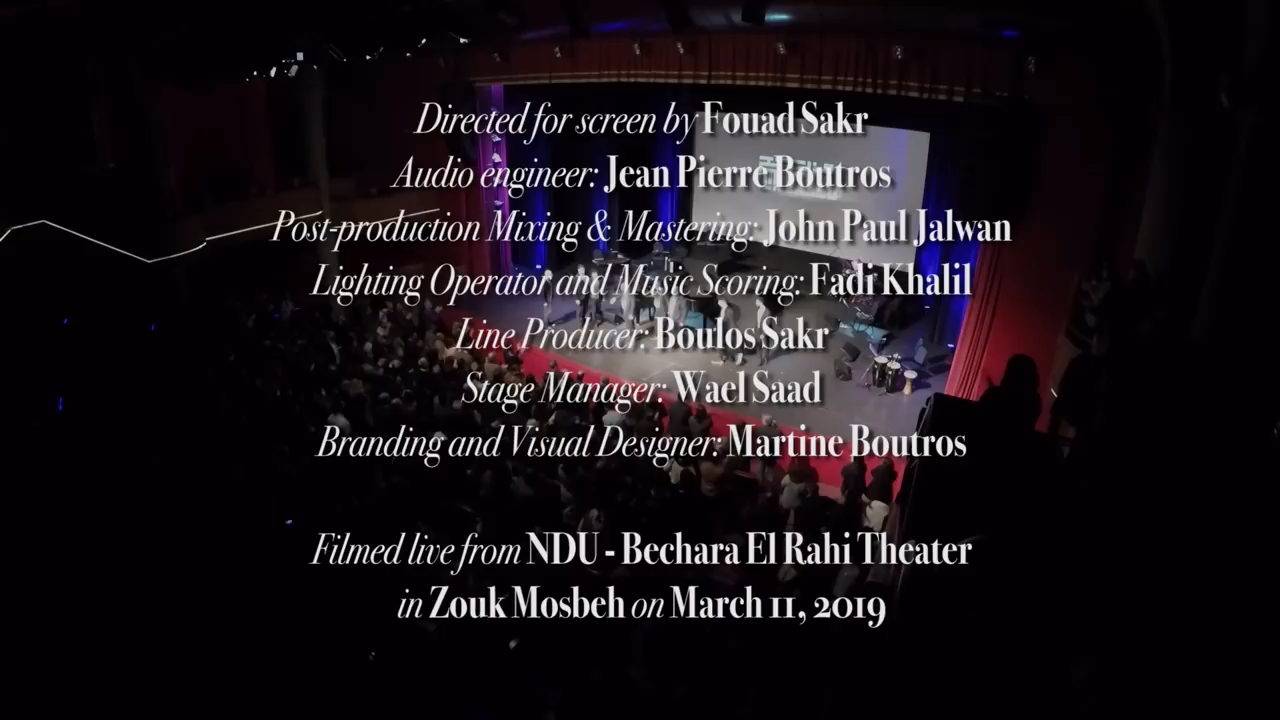 Directed for screen by Fouad Sakr
Audio engineer: Jean Pierre Boutros
Post-production Mixing & Mastering: John Paul Jalwan
Lighting Operator and Music Scoring: Fadi Khalil
Line Producer: Boulos Sakr
Stage Manager: Wael Saad
Branding and Visual Designer: Martine Boutros
Filmed live from NDU - Bechara El Rahi Theater
in Zouk Mosbeh on March 11, 2019